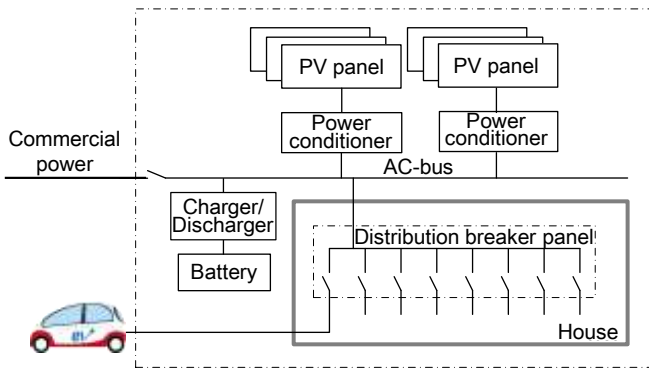 PV panel
PV panel
Power
conditioner
Power
conditioner
Commercial
power
AC-bus
Charger/
Discharger
Battery
Distribution breaker panel
House